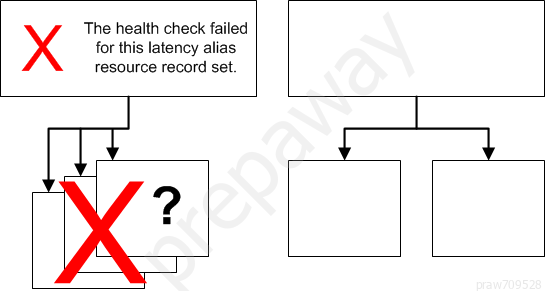 The health check failed
for this latency alias
resource record set.
X
X
?
prepaway
praw709528